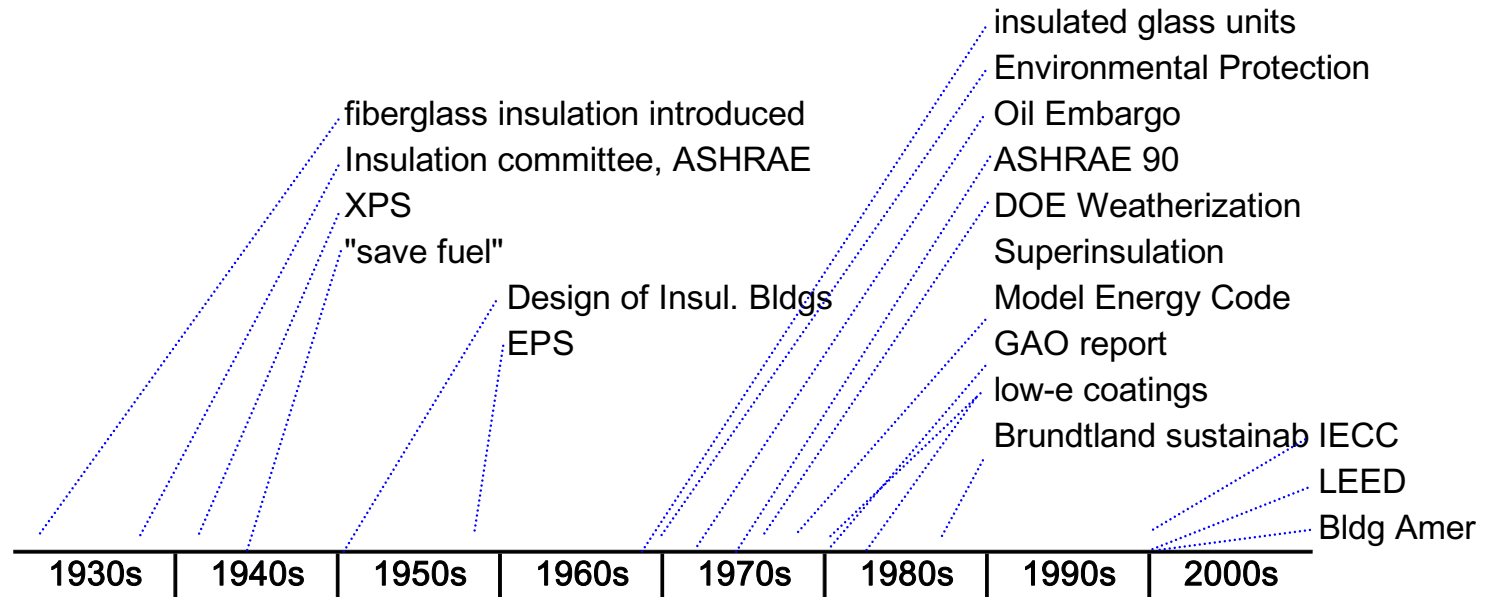 insulated glass units
Environmental Protection
fiberglass insulation introduced
Oil Embargo
Insulation committee, ASHRAE
ASHRAE 90
XPS
DOE Weatherization
"save fuel"
Superinsulation
Design of Insul. Bldgs
Model Energy Code
EPS
GAO report
low-e coatings
Brundtland sustainab
IECC
LEED
Bldg Amer
1930s 1940s 1950s 1960s 1970s 1980s 1990s 2000s